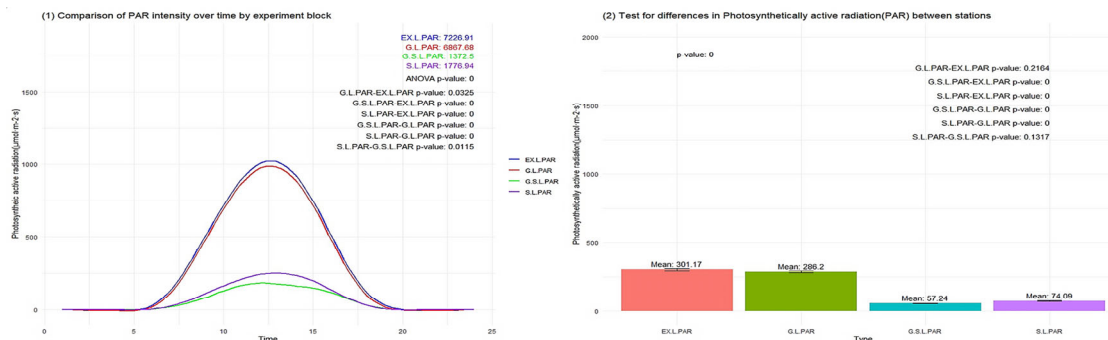 (1) Comparison of PAR intensity over time by experiment block
EX.L.PAR: 7226.91
G.L.PAR: 6867.68
G.S.L.PAR: 1372.5
S.L.PAR: 1776.94
ANOVA p-value: 0
G.L.PAR-EX.L.PAR p-value: 0.0325
G.S.L.PAR-EX.L.PAR p-value: 0
S.L.PAR-EX.L.PAR p-value: 0
G.S.L.PAR-G.L.PAR p-value: 0
S.L.PAR-G.L.PAR p-value: 0
S.L.PAR-G.S.L.PAR p-value: 0.0115
Photosyntheic active radiation(μmol·m-2·s)
1500
1000
500
0
0
5
10
15
20
25
Time
EX.L.PAR
G.L.PAR
G.S.L.PAR
S.L.PAR
(2) Test for differences in Photosynthetically active radiation(PAR) between stations
p-value: 0
G.L.PAR-EX.L.PAR p-value: 0.2164
G.S.L.PAR-EX.L.PAR p-value: 0
S.L.PAR-EX.L.PAR p-value: 0
G.S.L.PAR-G.L.PAR p-value: 0
S.L.PAR-G.L.PAR p-value: 0
S.L.PAR-G.S.L.PAR p-value: 0.1317
Photosynthetically active radiation(μmol·m-2·s)
2000
1500
1000
500
0
Mean: 301.17
Mean: 286.2
Mean: 57.24
Mean: 74.09
EX.L.PAR
G.L.PAR
G.S.L.PAR
S.L.PAR
Type